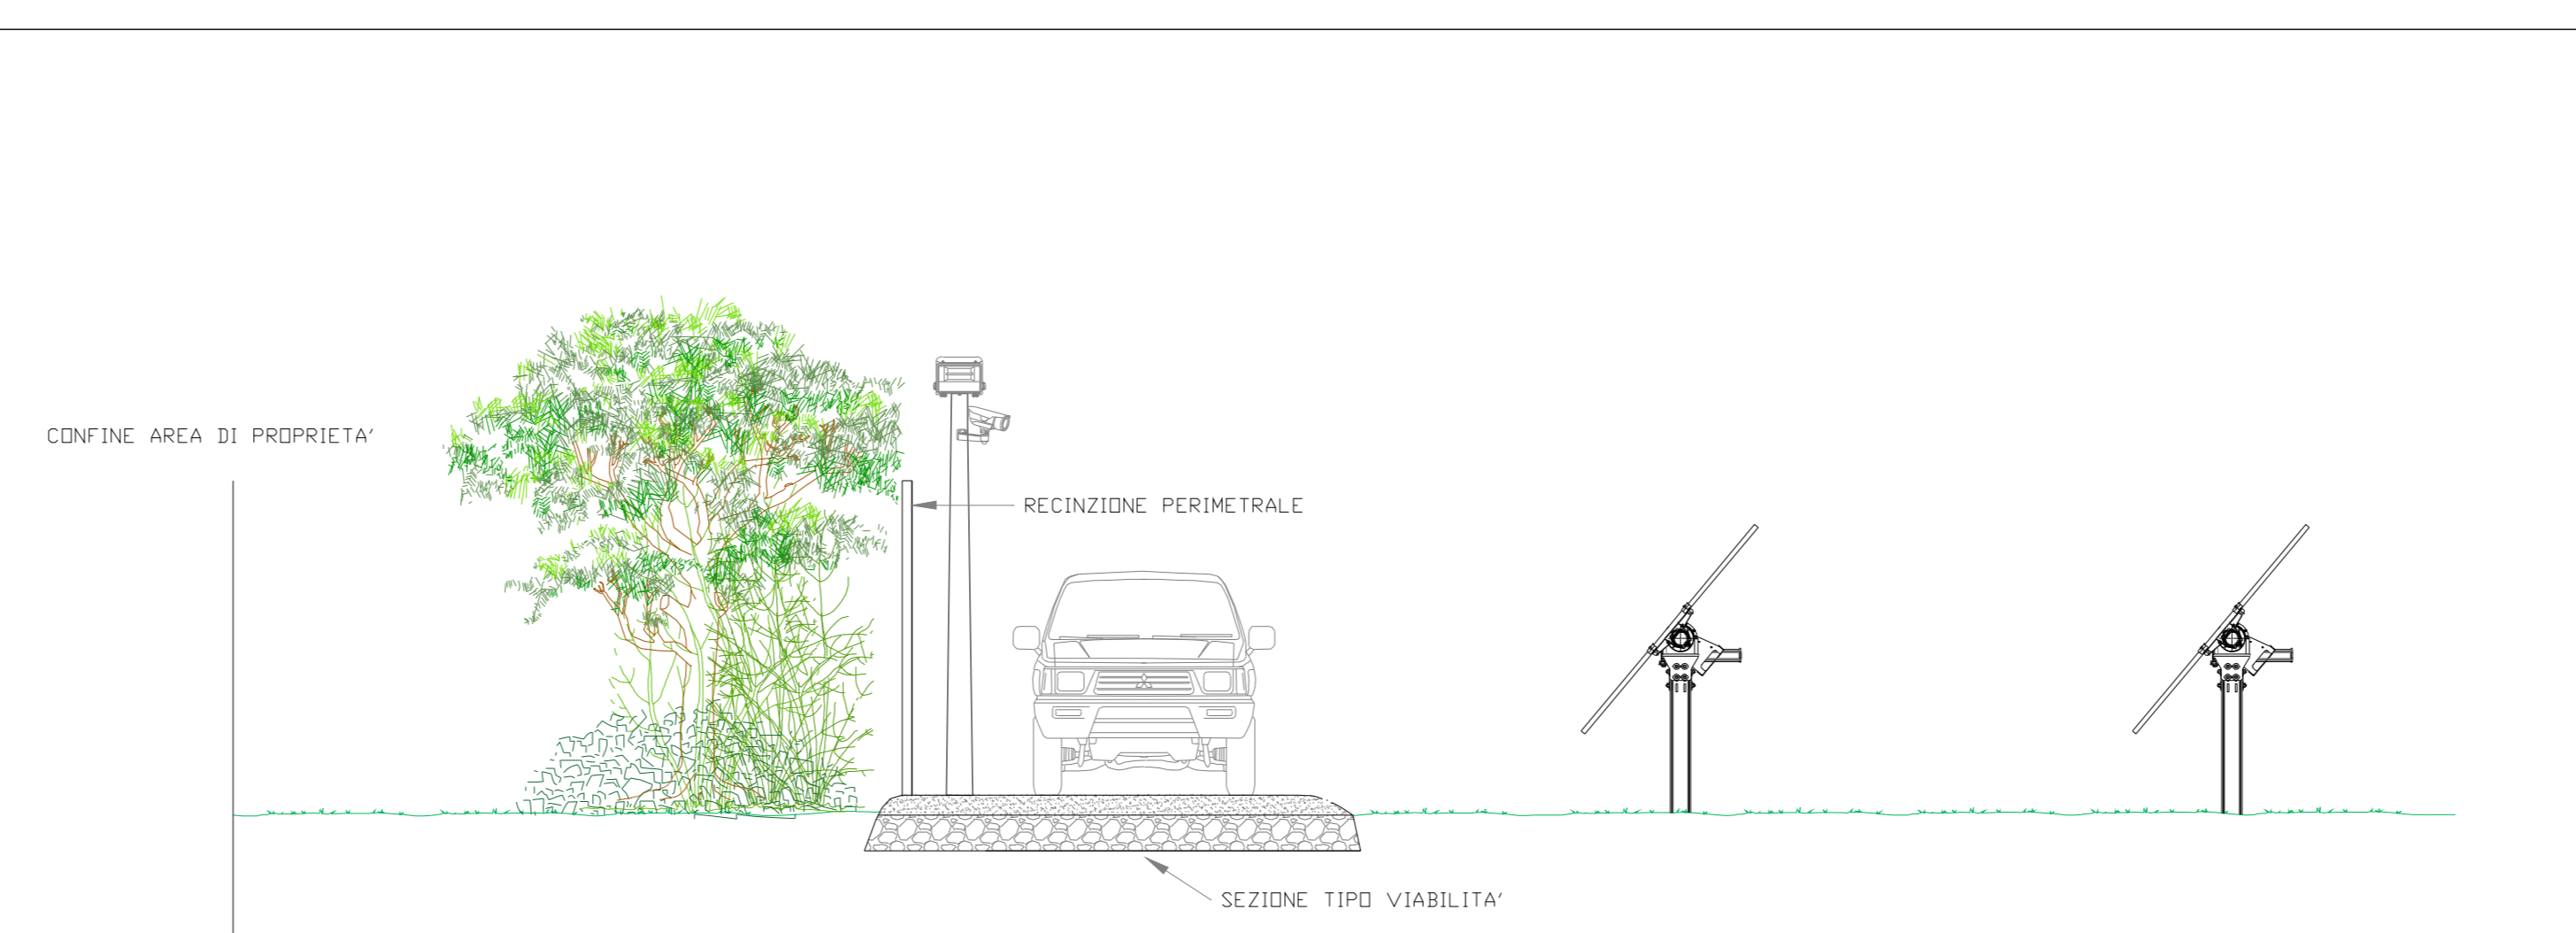 CONFINE AREA DI PROPRIETA'
RECINZIONE PERIMETRALE
SEZIONE TIPO VIABILITA'